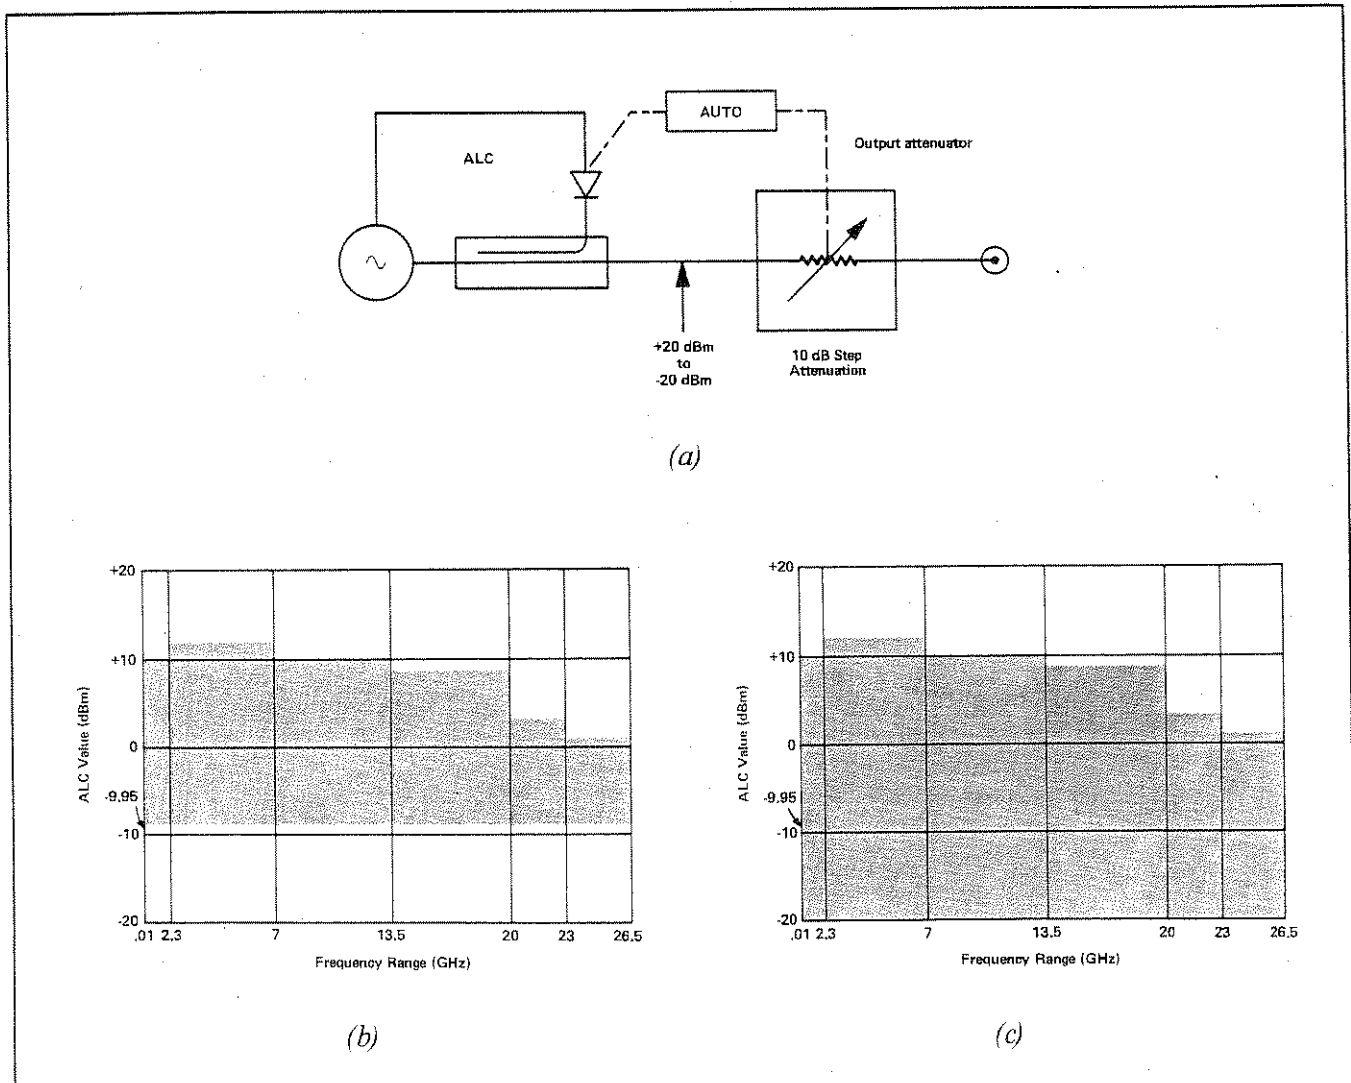 AUTO
Output attenuator
ALC
~
+20 dBm
to
-20 dBm
10 dB Step
Attenuation
(a)
+20
+10
0
-9.95
-10
-20
ALC Value (dBm)
.01 2.3 7 13.5 20 23 26.5
Frequency Range (GHz)
(b)
+20
+10
0
-9.95
-10
-20
ALC Value (dBm)
.01 2.3 7 13.5 20 23 26.5
Frequency Range (GHz)
(c)